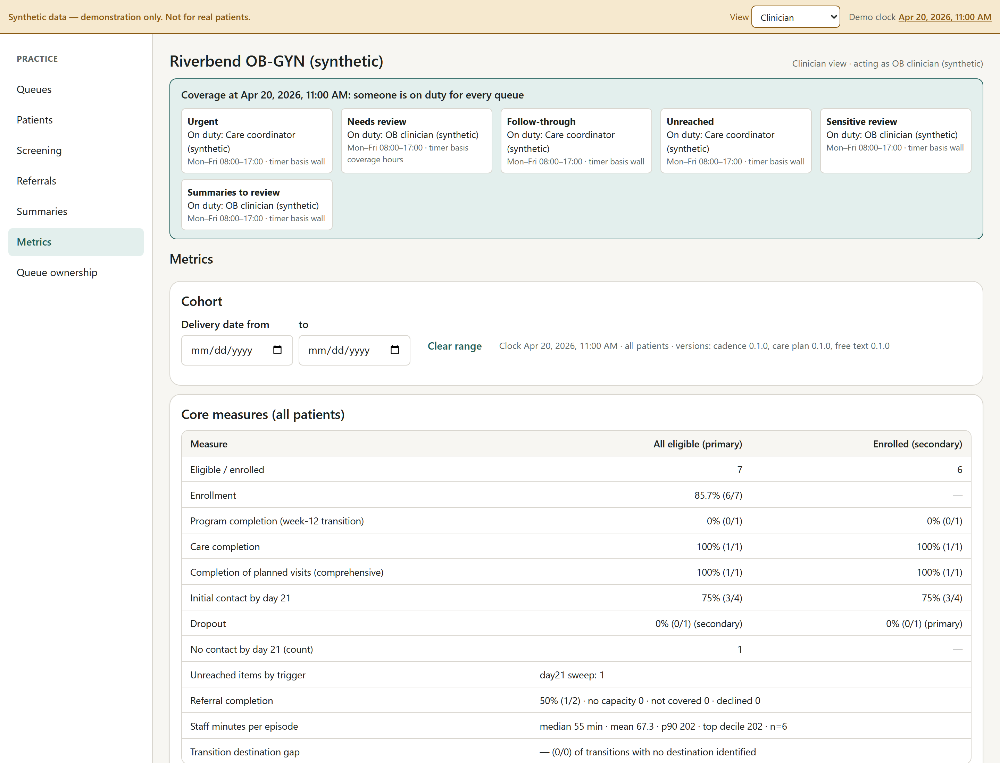 Synthetic data — demonstration only. Not for real patients.
View Clinician Demo clock Apr 20, 2026, 11:00 AM
PRACTICE
Queues
Patients
Screening
Referrals
Summaries
Metrics
Queue ownership
Riverbend OB-GYN (synthetic)
Clinician view · acting as OB clinician (synthetic)
Coverage at Apr 20, 2026, 11:00 AM: someone is on duty for every queue
Urgent
On duty: Care coordinator
(synthetic)
Mon–Fri 08:00–17:00 · timer basis wall
Needs review
On duty: OB clinician (synthetic)
Mon–Fri 08:00–17:00 · timer basis
coverage hours
Follow-through
On duty: Care coordinator
(synthetic)
Mon–Fri 08:00–17:00 · timer basis wall
Unreached
On duty: Care coordinator
(synthetic)
Mon–Fri 08:00–17:00 · timer basis wall
Sensitive review
On duty: OB clinician (synthetic)
Mon–Fri 08:00–17:00 · timer basis wall
Summaries to review
On duty: OB clinician (synthetic)
Mon–Fri 08:00–17:00 · timer basis wall
Metrics
Cohort
Delivery date from to
mm/dd/yyyy mm/dd/yyyy Clear range Clock Apr 20, 2026, 11:00 AM · all patients · versions: cadence 0.1.0, care plan 0.1.0, free text 0.1.0
Core measures (all patients)
Measure All eligible (primary) Enrolled (secondary)
Eligible / enrolled 7 6
Enrollment 85.7% (6/7) —
Program completion (week-12 transition) 0% (0/1) 0% (0/1)
Care completion 100% (1/1) 100% (1/1)
Completion of planned visits (comprehensive) 100% (1/1) 100% (1/1)
Initial contact by day 21 75% (3/4) 75% (3/4)
Dropout 0% (0/1) (secondary) 0% (0/1) (primary)
No contact by day 21 (count) 1 —
Unreached items by trigger day21 sweep: 1
Referral completion 50% (1/2) · no capacity 0 · not covered 0 · declined 0
Staff minutes per episode median 55 min · mean 67.3 · p90 202 · top decile 202 · n=6
Transition destination gap — (0/0) of transitions with no destination identified